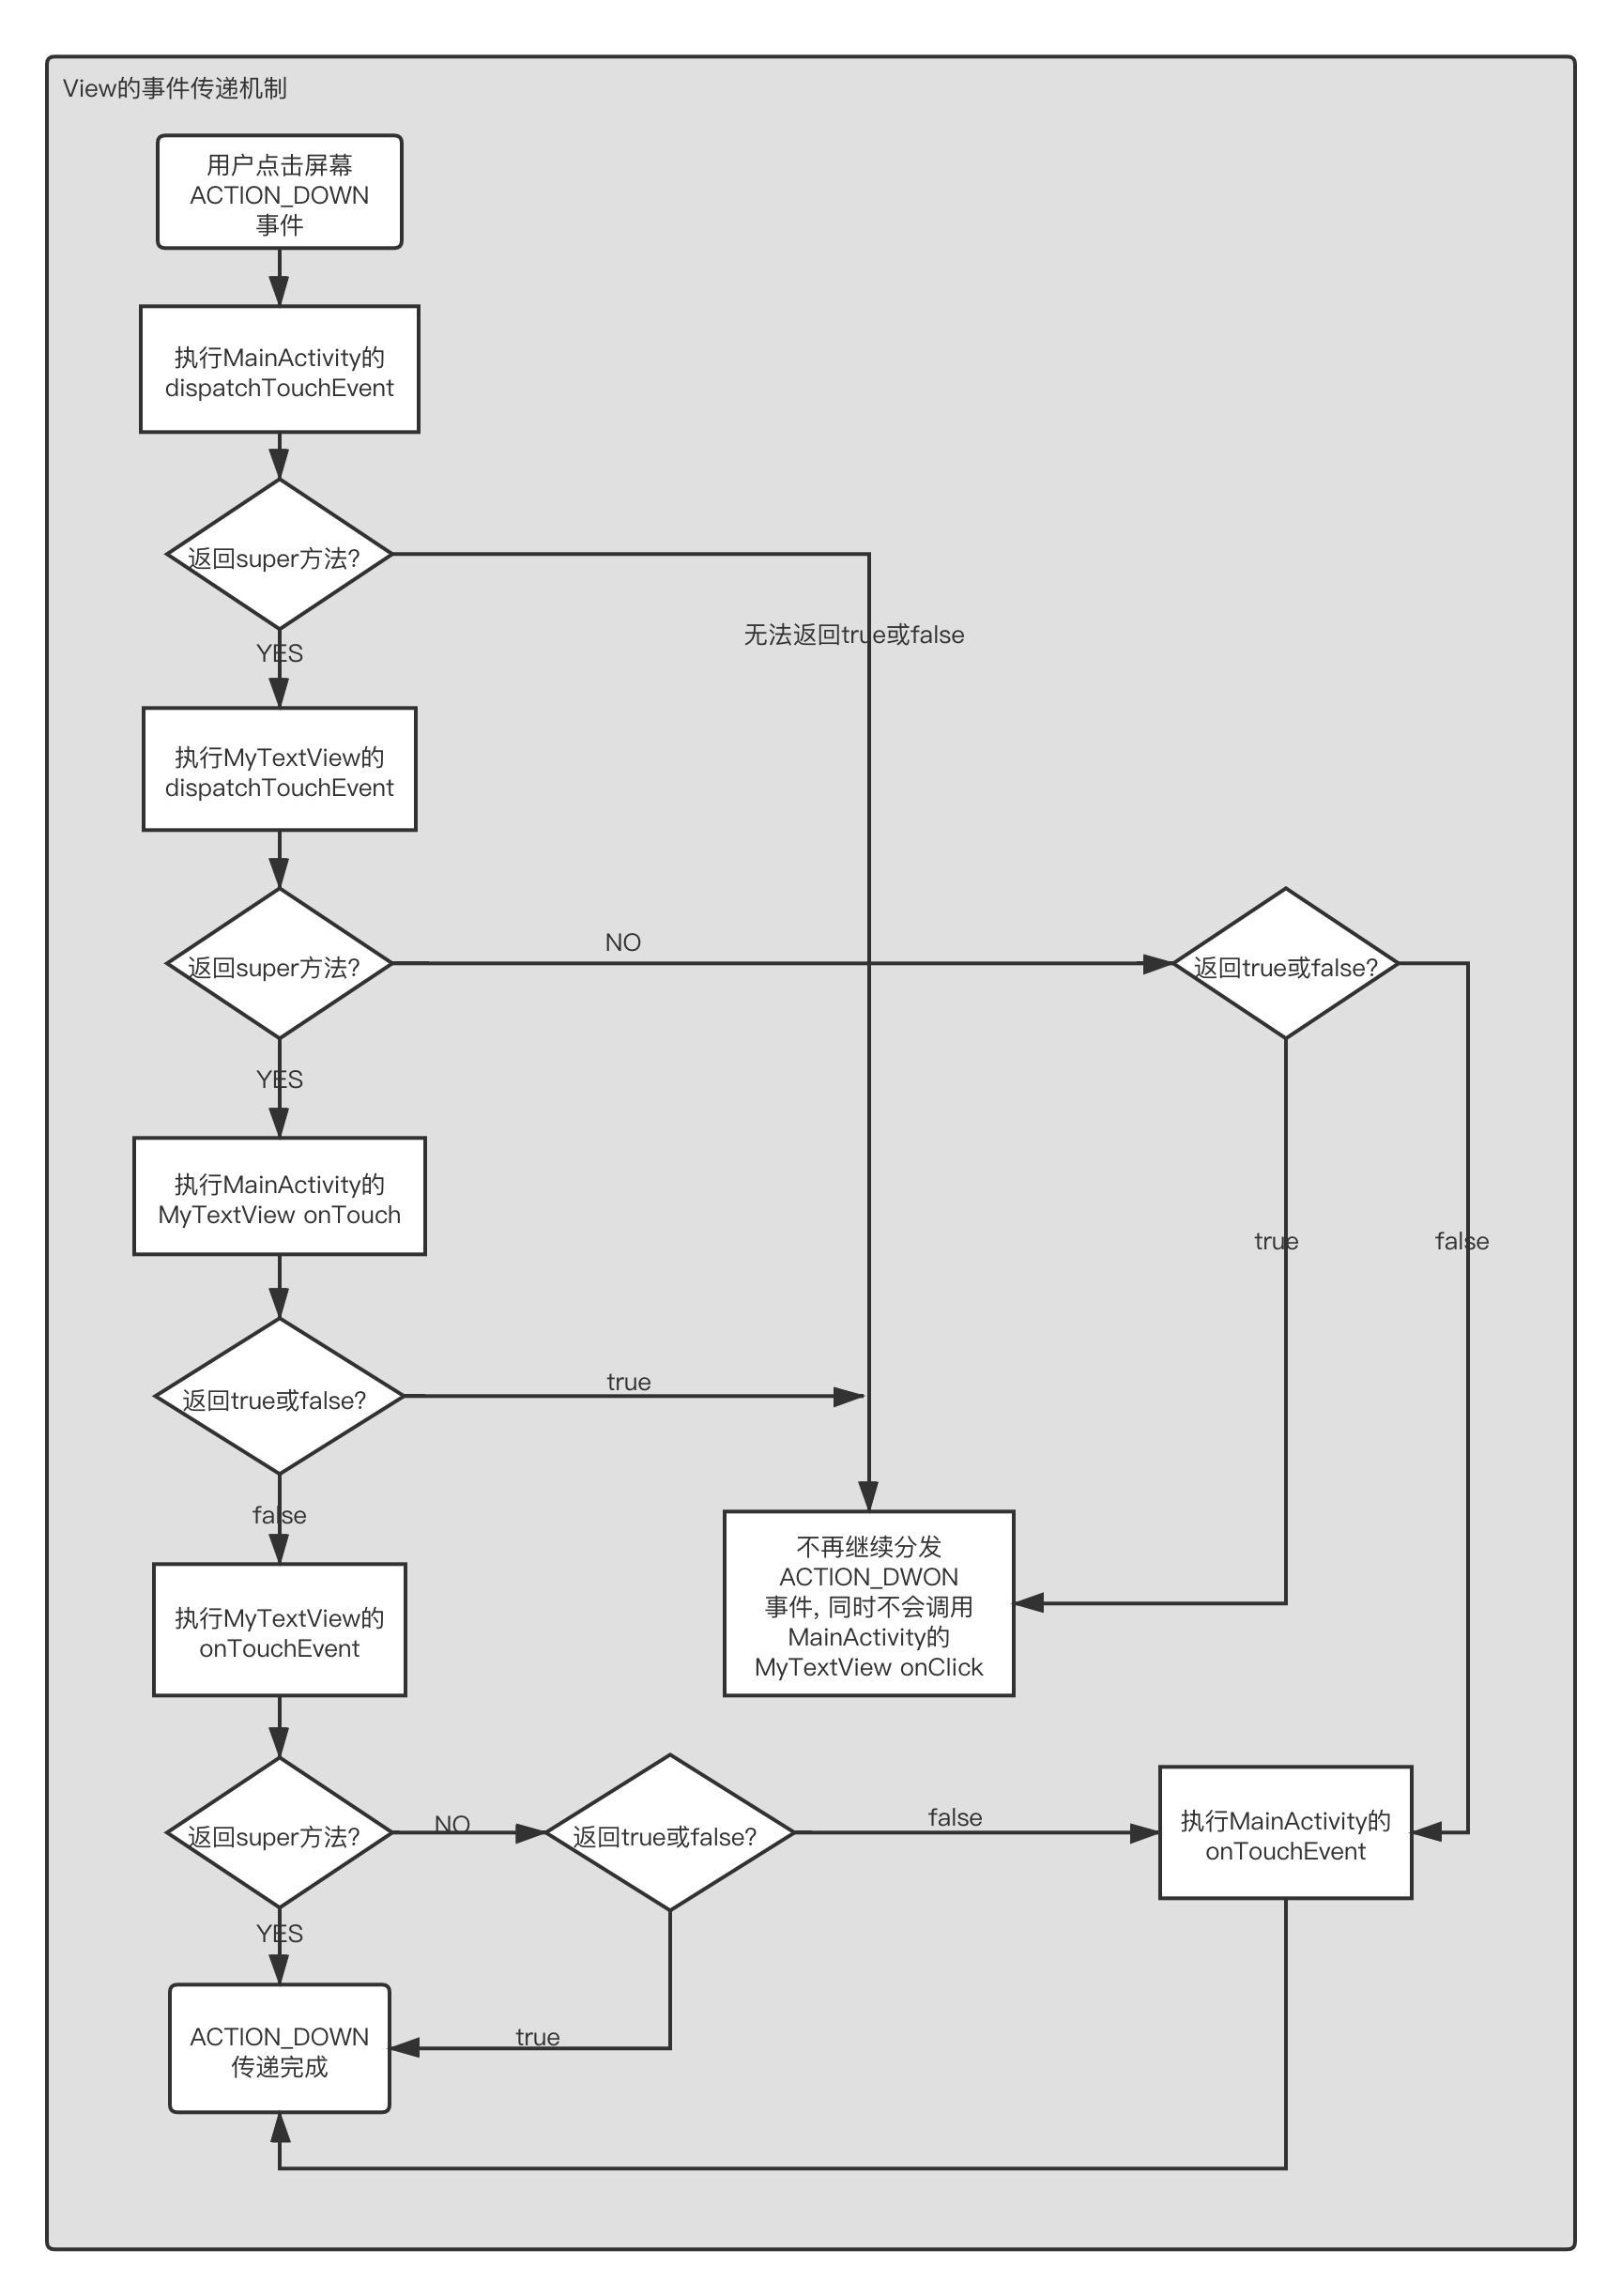 View的事件传递机制
用户点击屏幕
ACTION_DOWN
事件
执行MainActivity的
dispatchTouchEvent
返回super方法?
无法返回true或false
YES
执行MyTextView的
dispatchTouchEvent
返回super方法?
NO
返回true或false?
YES
执行MainActivity的
MyTextView onTouch
true
false
返回true或false?
true
false
不再继续分发
ACTION_DWON
事件, 同时不会调用
MainActivity的
MyTextView onClick
执行MyTextView的
onTouchEvent
返回super方法?
NO
返回true或false?
false
执行MainActivity的
onTouchEvent
YES
ACTION_DOWN
传递完成
true